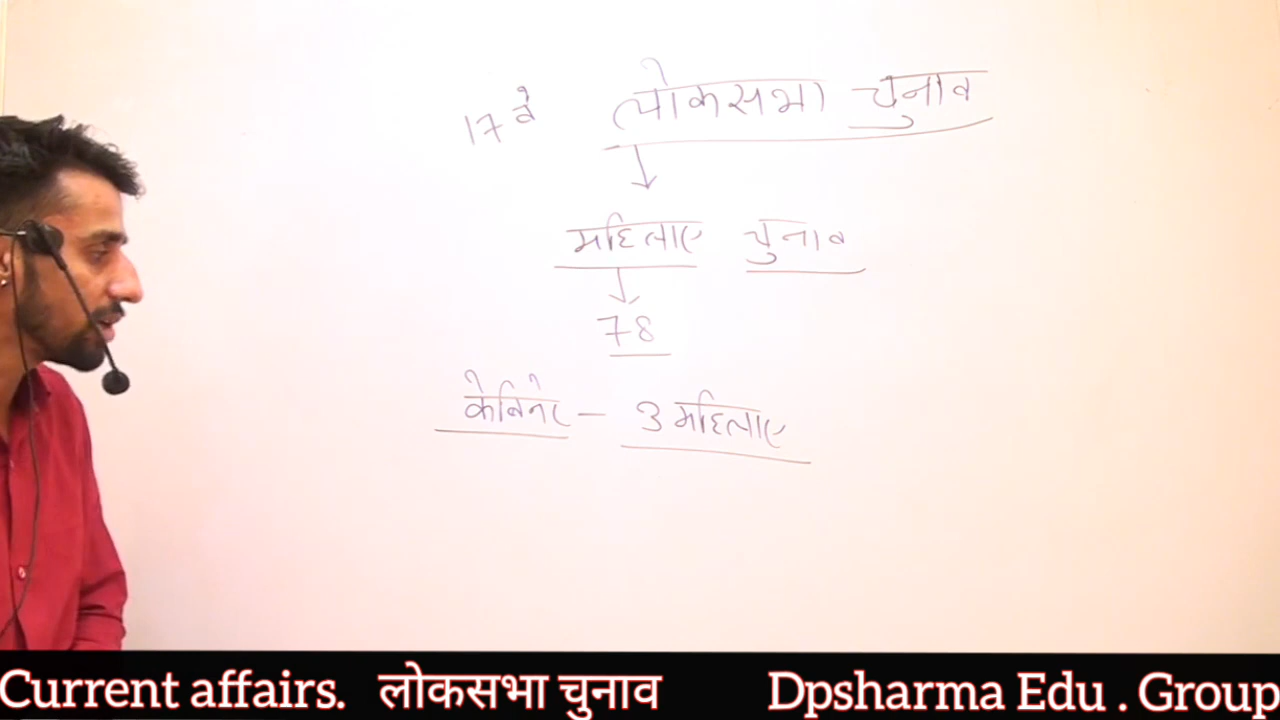 17वे लोकसभा चुनाव
महिलाए चुनाव
78
केबिनेट - 3 महिलाए
Current affairs. लोकसभा चुनाव Dpsharma Edu . Group